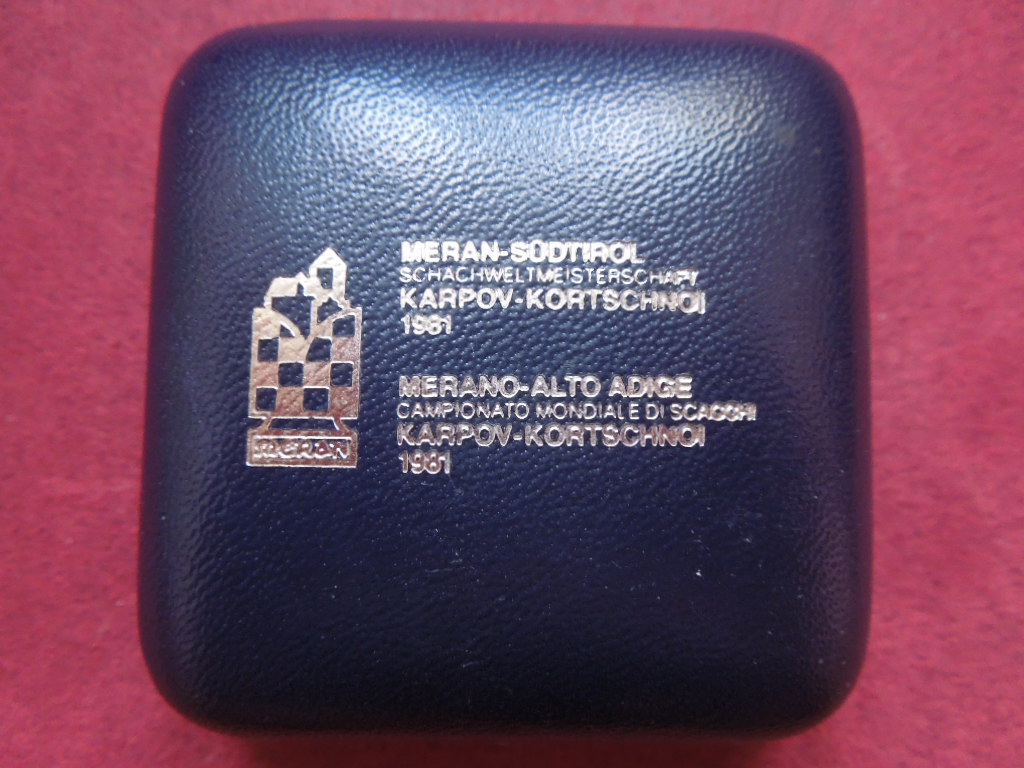 MERAN-SÜDTIROL
SCHACHWELTMEISTERSCHAFT
KARPOV-KORTSCHNOI
1981
MERANO-ALTO ADIGE
CAMPIONATO MONDIALE DI SCACCHI
KARPOV-KORTSCHNOI
1981
meran